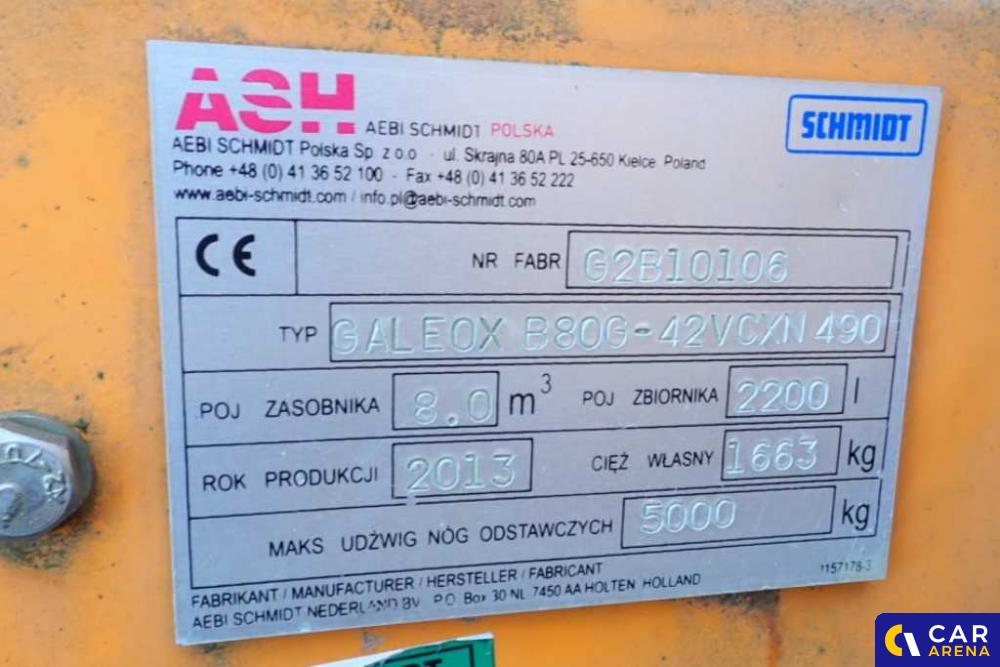 ASH AEBI SCHMIDT POLSKA
SCHMIDT
AEBI SCHMIDT Polska Sp. z o.o. · ul. Skrajna 80A PL 25-650 Kielce Poland
Phone +48 (0) 41 36 52 100 · Fax +48 (0) 41 36 52 222
www.aebi-schmidt.com / info.pl@aebi-schmidt.com
CE
NR FABR G2B10106
TYP GALEOX B80G-42VCXN 490
POJ ZASOBNIKA 8.0 m³ POJ ZBIORNIKA 2200 l
ROK PRODUKCJI 2013 CIĘŻ WŁASNY 1663 kg
MAKS UDŹWIG NÓG ODSTAWCZYCH 5000 kg
1157178-3
FABRIKANT / MANUFACTURER / HERSTELLER / FABRICANT
AEBI SCHMIDT NEDERLAND BV P.O. Box 30 NL 7450 AA HOLTEN HOLLAND
CAR
ARENA